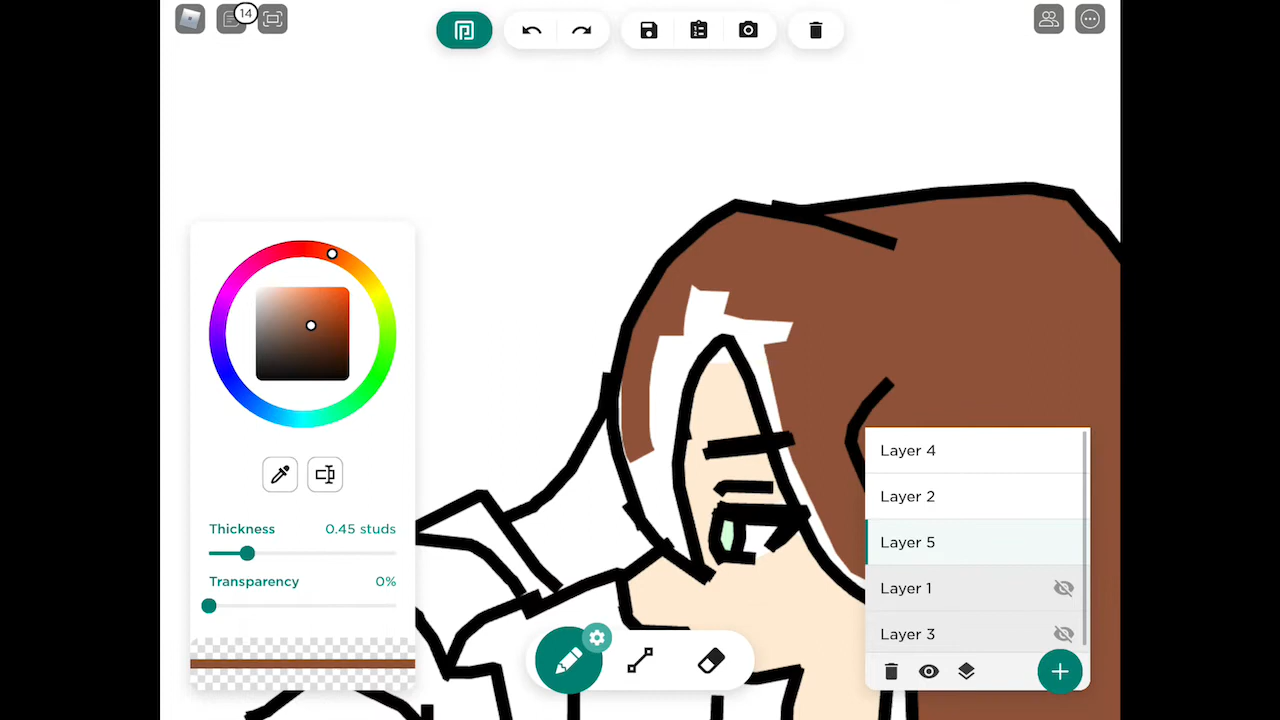 14
Thickness 0.45 studs
Transparency 0%
Layer 4
Layer 2
Layer 5
Layer 1
Layer 3